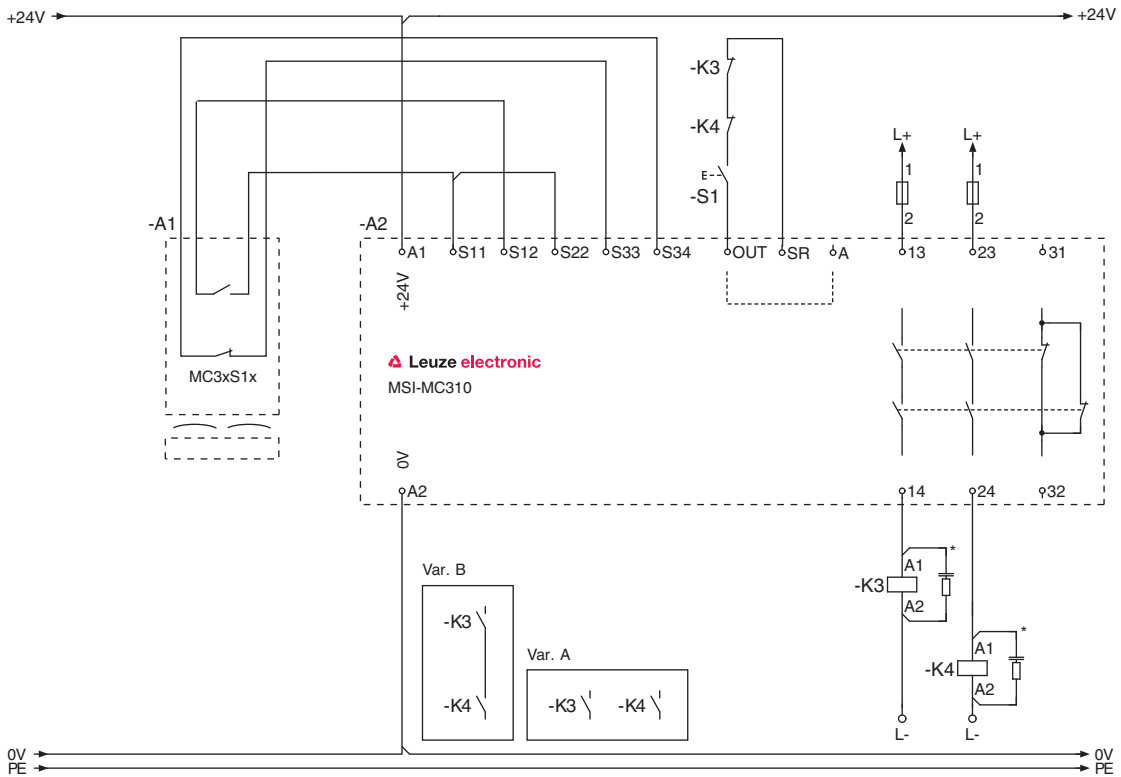 +24V
+24V
-K3
-K4
E
-S1
L+
L+
1
1
2
2
-A1
-A2
A1
S11
S12
S22
S33
S34
OUT
SR
A
13
23
31
+24V
Leuze electronic
MSI-MC310
MC3xS1x
0V
A2
14
24
32
Var. B
-K3
-K4
Var. A
-K3
-K4
*
A1
-K3
A2
*
A1
-K4
A2
L-
L-
0V
0V
PE
PE